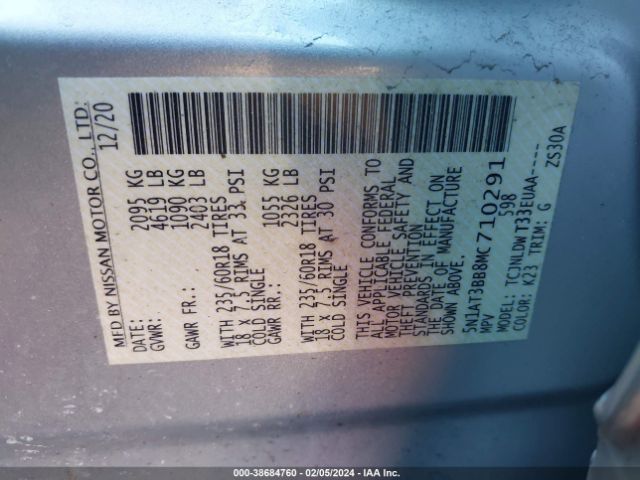 MFD BY NISSAN MOTOR CO., LTD.
DATE: 12/20
GVWR: 2095 KG
4619 LB
GAWR FR.: 1090 KG
2403 LB
WITH 235/60R18 TIRES
18 X 7.5 RIMS AT 33 PSI
COLD SINGLE
GAWR RR.: 1055 KG
2326 LB
WITH 235/60R18 TIRES
18 X 7.5 RIMS AT 30 PSI
COLD SINGLE
THIS VEHICLE CONFORMS TO
ALL APPLICABLE FEDERAL
MOTOR VEHICLE SAFETY AND
THEFT PREVENTION
STANDARDS IN EFFECT ON
THE DATE OF MANUFACTURE
SHOWN ABOVE.
5N1AT3BB8MC710291
MPV 598
MODEL: TCJNLDWT33EUAA----
COLOR: K23 TRIM: G ZS30A
000-38684760 - 02/05/2024 - IAA Inc.